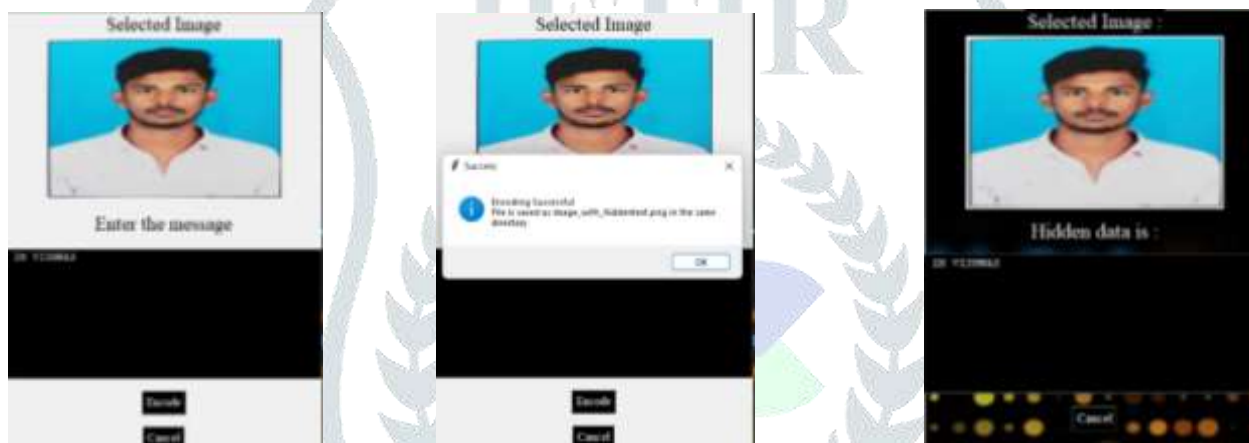 Selected Image
Enter the message
Encode
Cancel
Selected Image
Success
Encoding Successful
File is saved as image_with_hiddentext.png in the same
directory
OK
Encode
Cancel
Selected Image :
Hidden data is :
Cancel